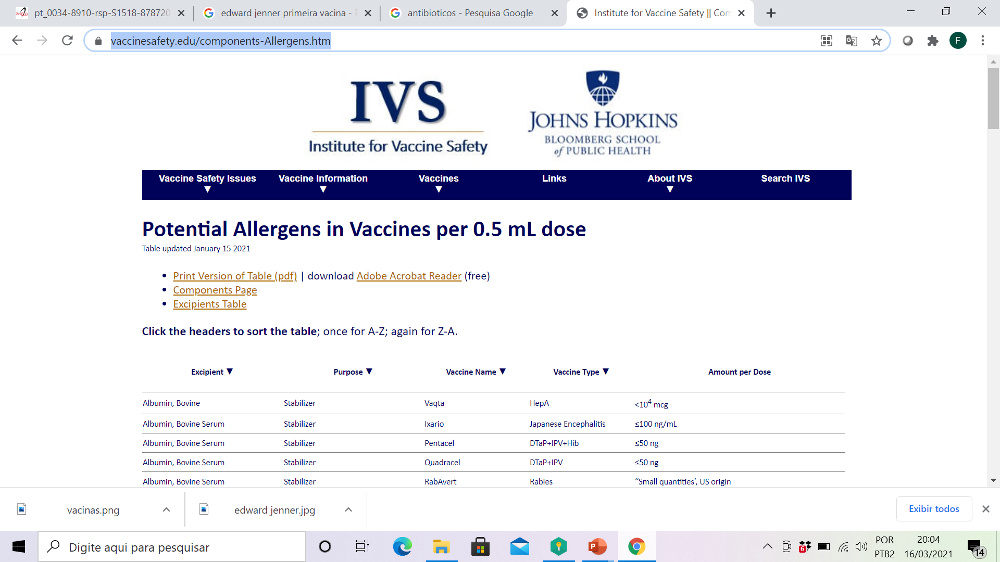 pt_0034-8910-rsp-S1518-878720
edward jenner primeira vacina -
antibioticos - Pesquisa Google
Institute for Vaccine Safety || Com
vaccinesafety.edu/components-Allergens.htm
F
IVS
Institute for Vaccine Safety
JOHNS HOPKINS
BLOOMBERG SCHOOL
of PUBLIC HEALTH
Vaccine Safety Issues ▼ Vaccine Information ▼ Vaccines ▼ Links About IVS ▼ Search IVS
Potential Allergens in Vaccines per 0.5 mL dose
Table updated January 15 2021
• Print Version of Table (pdf) | download Adobe Acrobat Reader (free)
• Components Page
• Excipients Table
Click the headers to sort the table; once for A-Z; again for Z-A.
Excipient ▼ Purpose ▼ Vaccine Name ▼ Vaccine Type ▼ Amount per Dose
Albumin, Bovine Stabilizer Vaqta HepA <10⁴ mcg
Albumin, Bovine Serum Stabilizer Ixario Japanese Encephalitis ≤100 ng/mL
Albumin, Bovine Serum Stabilizer Pentacel DTaP+IPV+Hib ≤50 ng
Albumin, Bovine Serum Stabilizer Quadracel DTaP+IPV ≤50 ng
Albumin, Bovine Serum Stabilizer RabAvert Rabies “Small quantities’, US origin
vacinas.png
edward jenner.jpg
Exibir todos
Digite aqui para pesquisar
6
POR
PTB2
20:04
16/03/2021
14